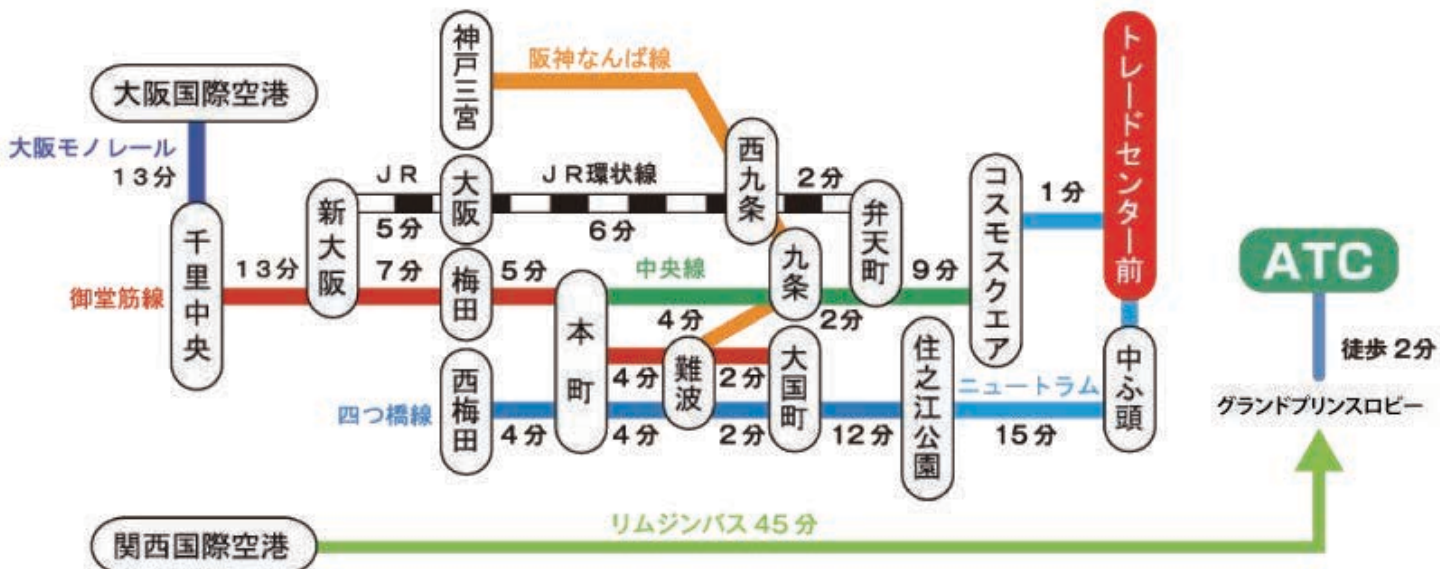 神戸三宮
阪神なんば線
トレードセンター前
大阪国際空港
大阪モノレール
13分
西九条
コスモスクエア
JR
大阪
JR環状線
2分
1分
新大阪
5分
6分
弁天町
千里中央
九条
ATC
13分
7分
梅田
5分
中央線
9分
御堂筋線
本町
4分
2分
住之江公園
徒歩2分
大国町
中ふ頭
難波
4分
2分
西梅田
ニュートラム
グランドプリンスロビー
四つ橋線
4分
4分
2分
12分
15分
リムジンバス45分
関西国際空港